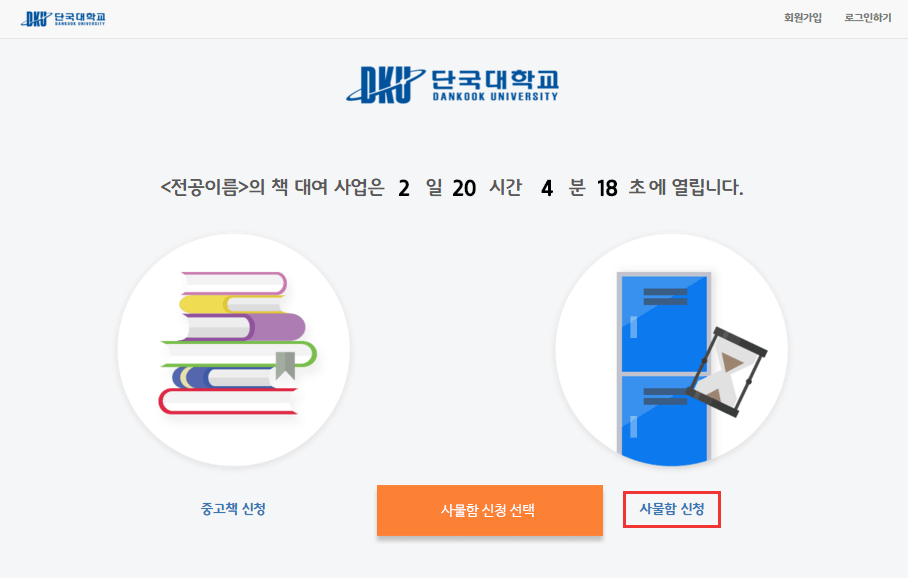 DKU 단국대학교
DANKOOK UNIVERSITY
회원가입 로그인하기
DKU 단국대학교
DANKOOK UNIVERSITY
<전공이름>의 책 대여 사업은 2 일 20 시간 4 분 18 초에 열립니다.
중고책 신청
사물함 신청 선택
사물함 신청